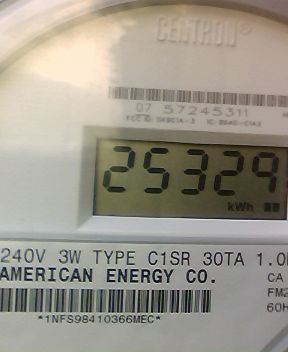 CENTRON®
07 57245311
25329
kWh
240V 3W TYPE C1SR 30TA 1.0
AMERICAN ENERGY CO.
CA
FM2
60H
*1NFS98410366MEC*